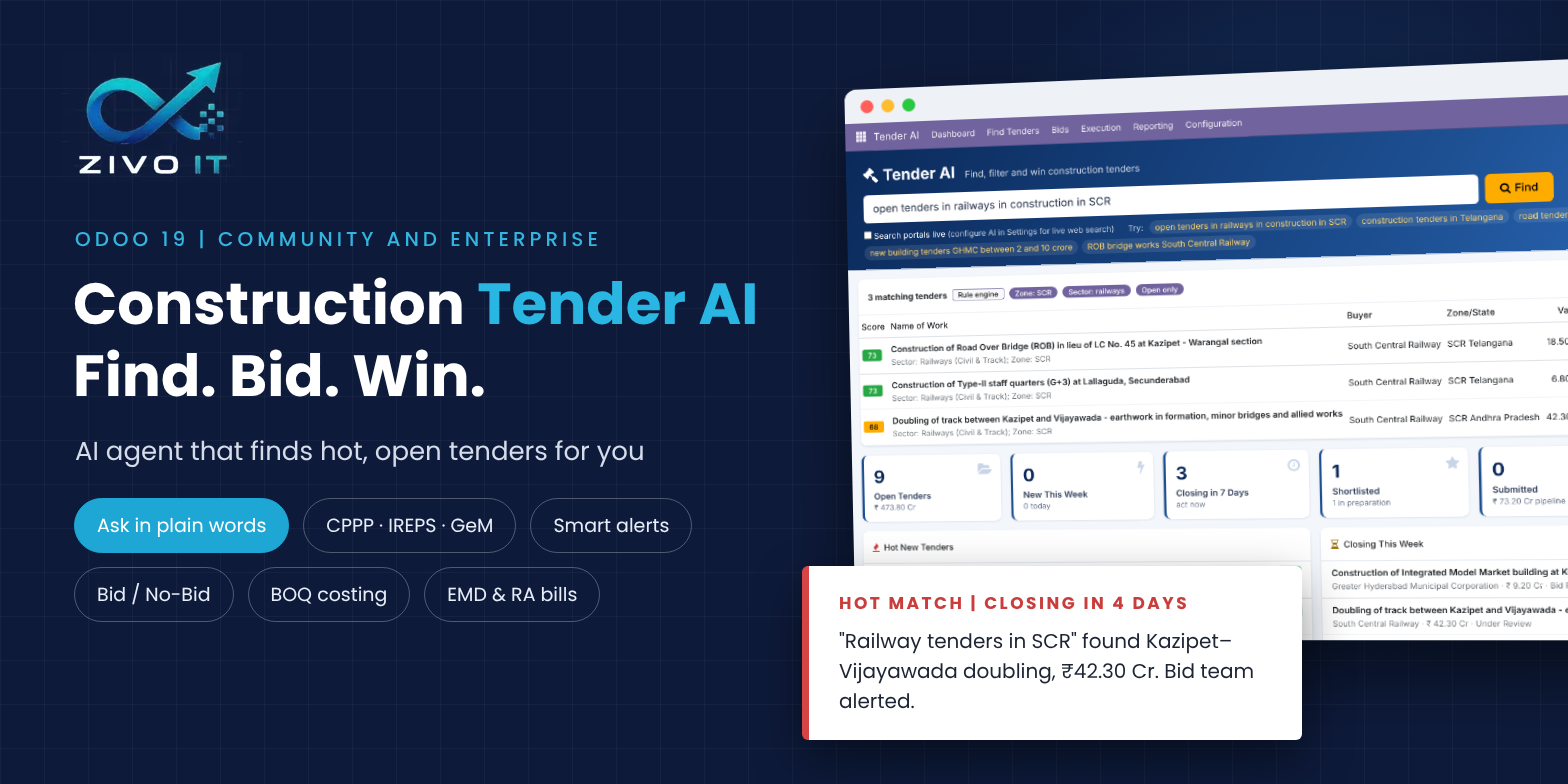 ZIVO IT
ODOO 19 | COMMUNITY AND ENTERPRISE
Construction Tender AI
Find. Bid. Win.
AI agent that finds hot, open tenders for you
Ask in plain words
CPPP · IREPS · GeM
Smart alerts
Bid / No-Bid
BOQ costing
EMD & RA bills
Tender AI Dashboard Find Tenders Bids Execution Reporting Configuration
Tender AI Find, filter and win construction tenders
open tenders in railways in construction in SCR
Find
Search portals live (configure AI in Settings for live web search) Try: open tenders in railways in construction in SCR construction tenders in Telangana road tender
new building tenders GHMC between 2 and 10 crore ROB bridge works South Central Railway
3 matching tenders Rule engine Zone: SCR Sector: railways Open only
Score Name of Work Buyer Zone/State Va
73 Construction of Road Over Bridge (ROB) in lieu of LC No. 45 at Kazipet - Warangal section South Central Railway SCR Telangana 18.50
Sector: Railways (Civil & Track); Zone: SCR
73 Construction of Type-II staff quarters (G+3) at Lallaguda, Secunderabad South Central Railway SCR Telangana 6.80
Sector: Railways (Civil & Track); Zone: SCR
68 Doubling of track between Kazipet and Vijayawada - earthwork in formation, minor bridges and allied works South Central Railway SCR Andhra Pradesh 42.30
Sector: Railways (Civil & Track); Zone: SCR
9
Open Tenders
₹ 473.80 Cr
0
New This Week
0 today
3
Closing in 7 Days
act now
1
Shortlisted
1 in preparation
0
Submitted
₹ 73.20 Cr pipeline
Hot New Tenders
Closing This Week
Construction of Integrated Model Market building at K
Greater Hyderabad Municipal Corporation · ₹ 9.20 Cr · Bid
Doubling of track between Kazipet and Vijayawada - e
South Central Railway · ₹ 42.30 Cr · Under Review
HOT MATCH | CLOSING IN 4 DAYS
"Railway tenders in SCR" found Kazipet–
Vijayawada doubling, ₹42.30 Cr. Bid team
alerted.